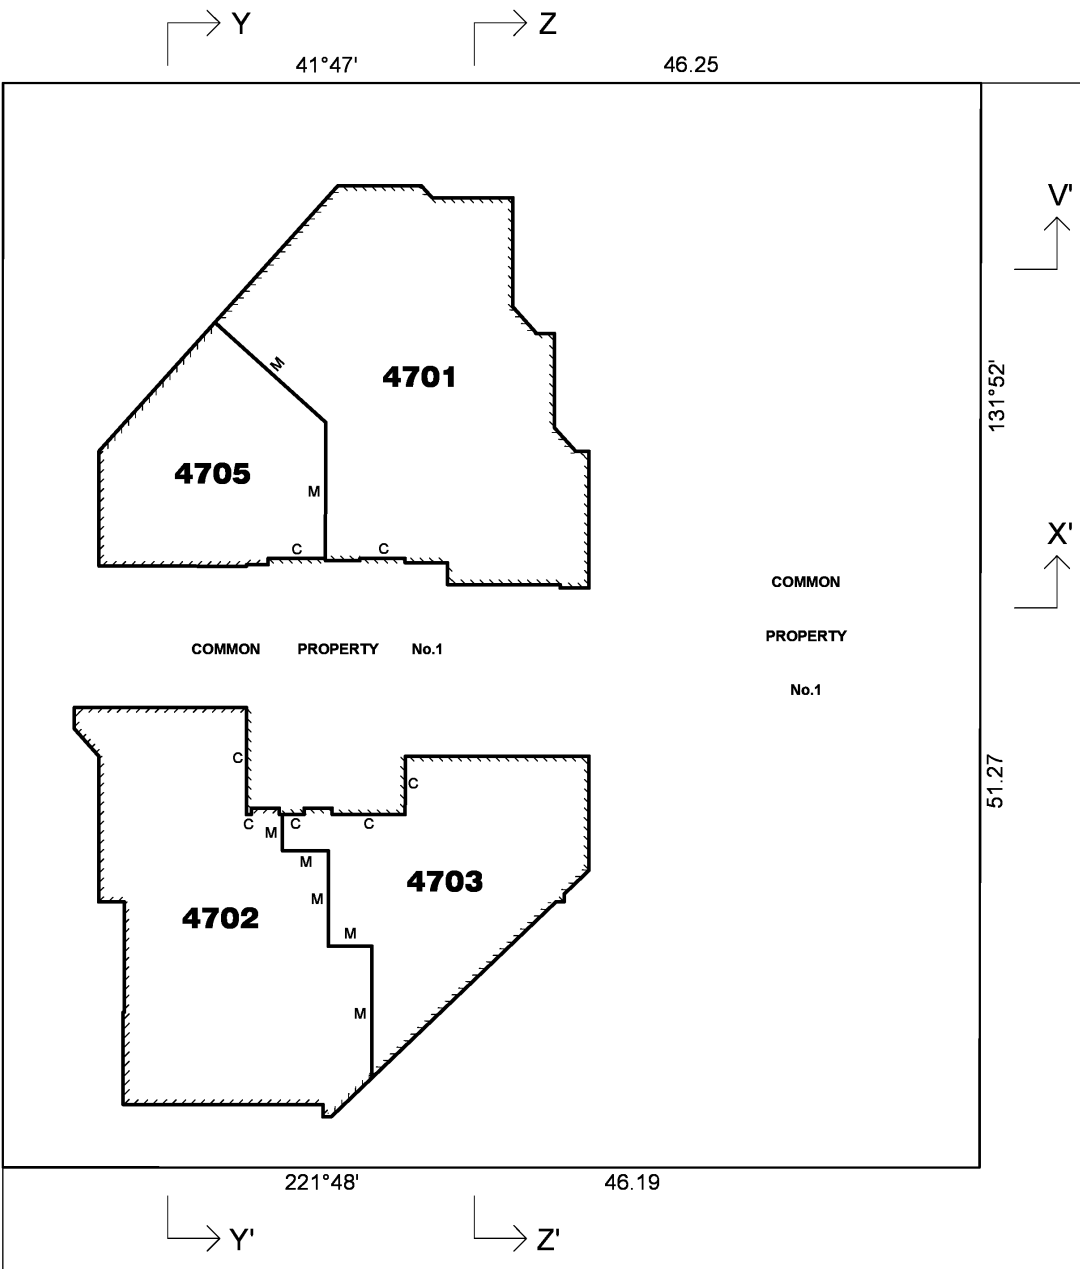 Y
Z
41°47'
46.25
V'
M
4701
131°52'
4705
M
C
C
X'
COMMON
PROPERTY
No.1
COMMON PROPERTY No.1
C
C
51.27
C
C
C
M
M
4703
M
4702
M
M
221°48'
46.19
Y'
Z'